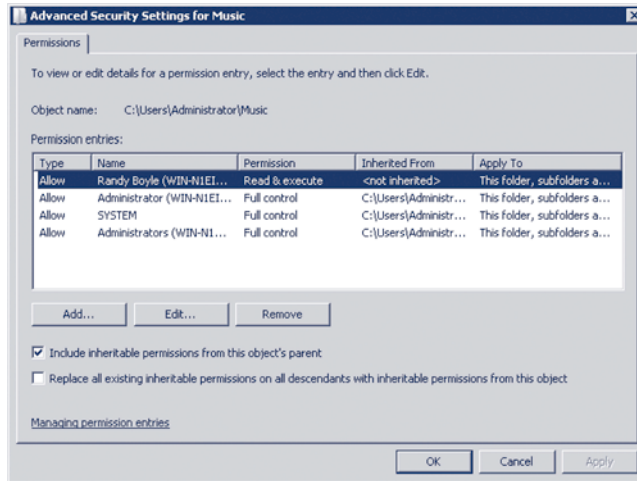 Advanced Security Settings for Music
Permissions
To view or edit details for a permission entry, select the entry and then click Edit.
Object name: C:\Users\Administrator\Music
Permission entries:
Type Name Permission Inherited From Apply To
Allow Randy Boyle (WIN-N1EI... Read & execute <not inherited> This folder, subfolders a...
Allow Administrator (WIN-N1EI... Full control C:\Users\Administr... This folder, subfolders a...
Allow SYSTEM Full control C:\Users\Administr... This folder, subfolders a...
Allow Administrators (WIN-N1... Full control C:\Users\Administr... This folder, subfolders a...
Add... Edit... Remove
Include inheritable permissions from this object's parent
Replace all existing inheritable permissions on all descendants with inheritable permissions from this object
Managing permission entries
OK Cancel Apply